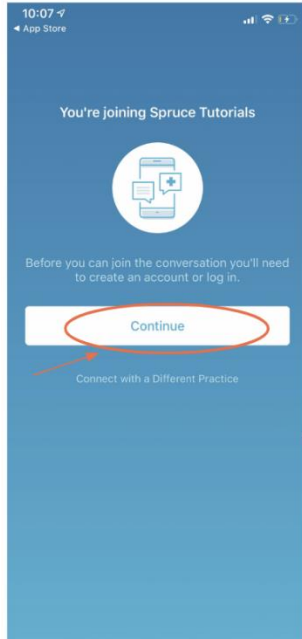 10:07
◀ App Store
You're joining Spruce Tutorials
Before you can join the conversation you'll need
to create an account or log in.
Continue
Connect with a Different Practice